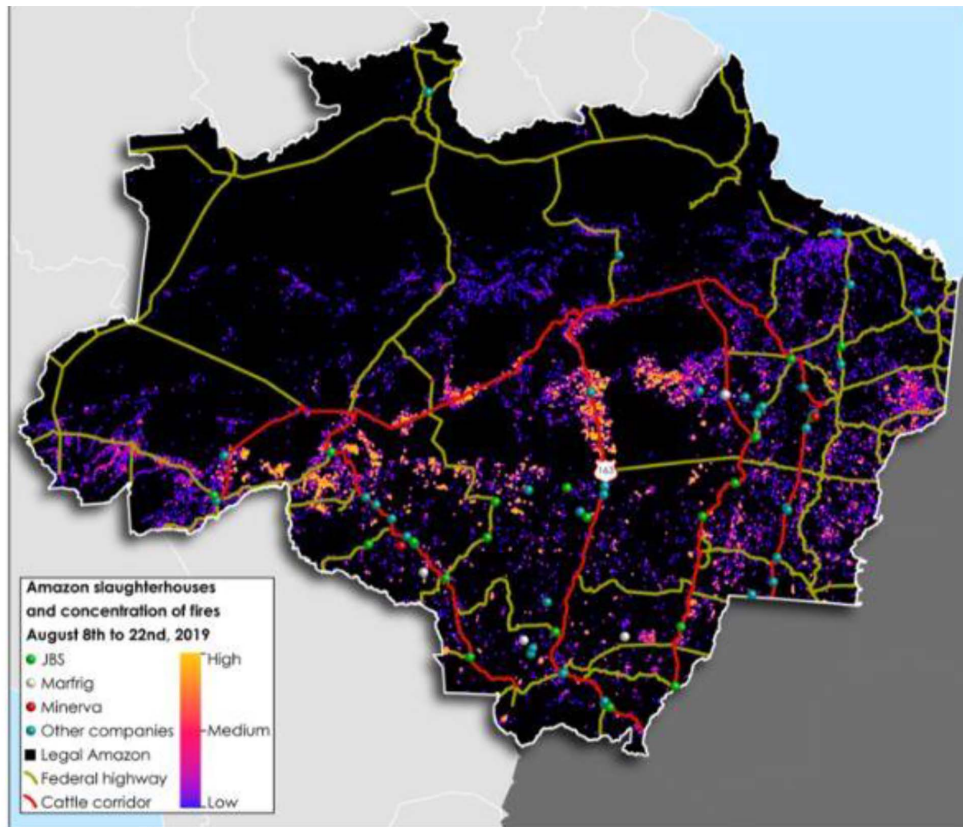 163
Amazon slaughterhouses
and concentration of fires
August 8th to 22nd, 2019
JBS
Marfrig
Minerva
Other companies
Legal Amazon
Federal highway
Cattle corridor
High
Medium
Low